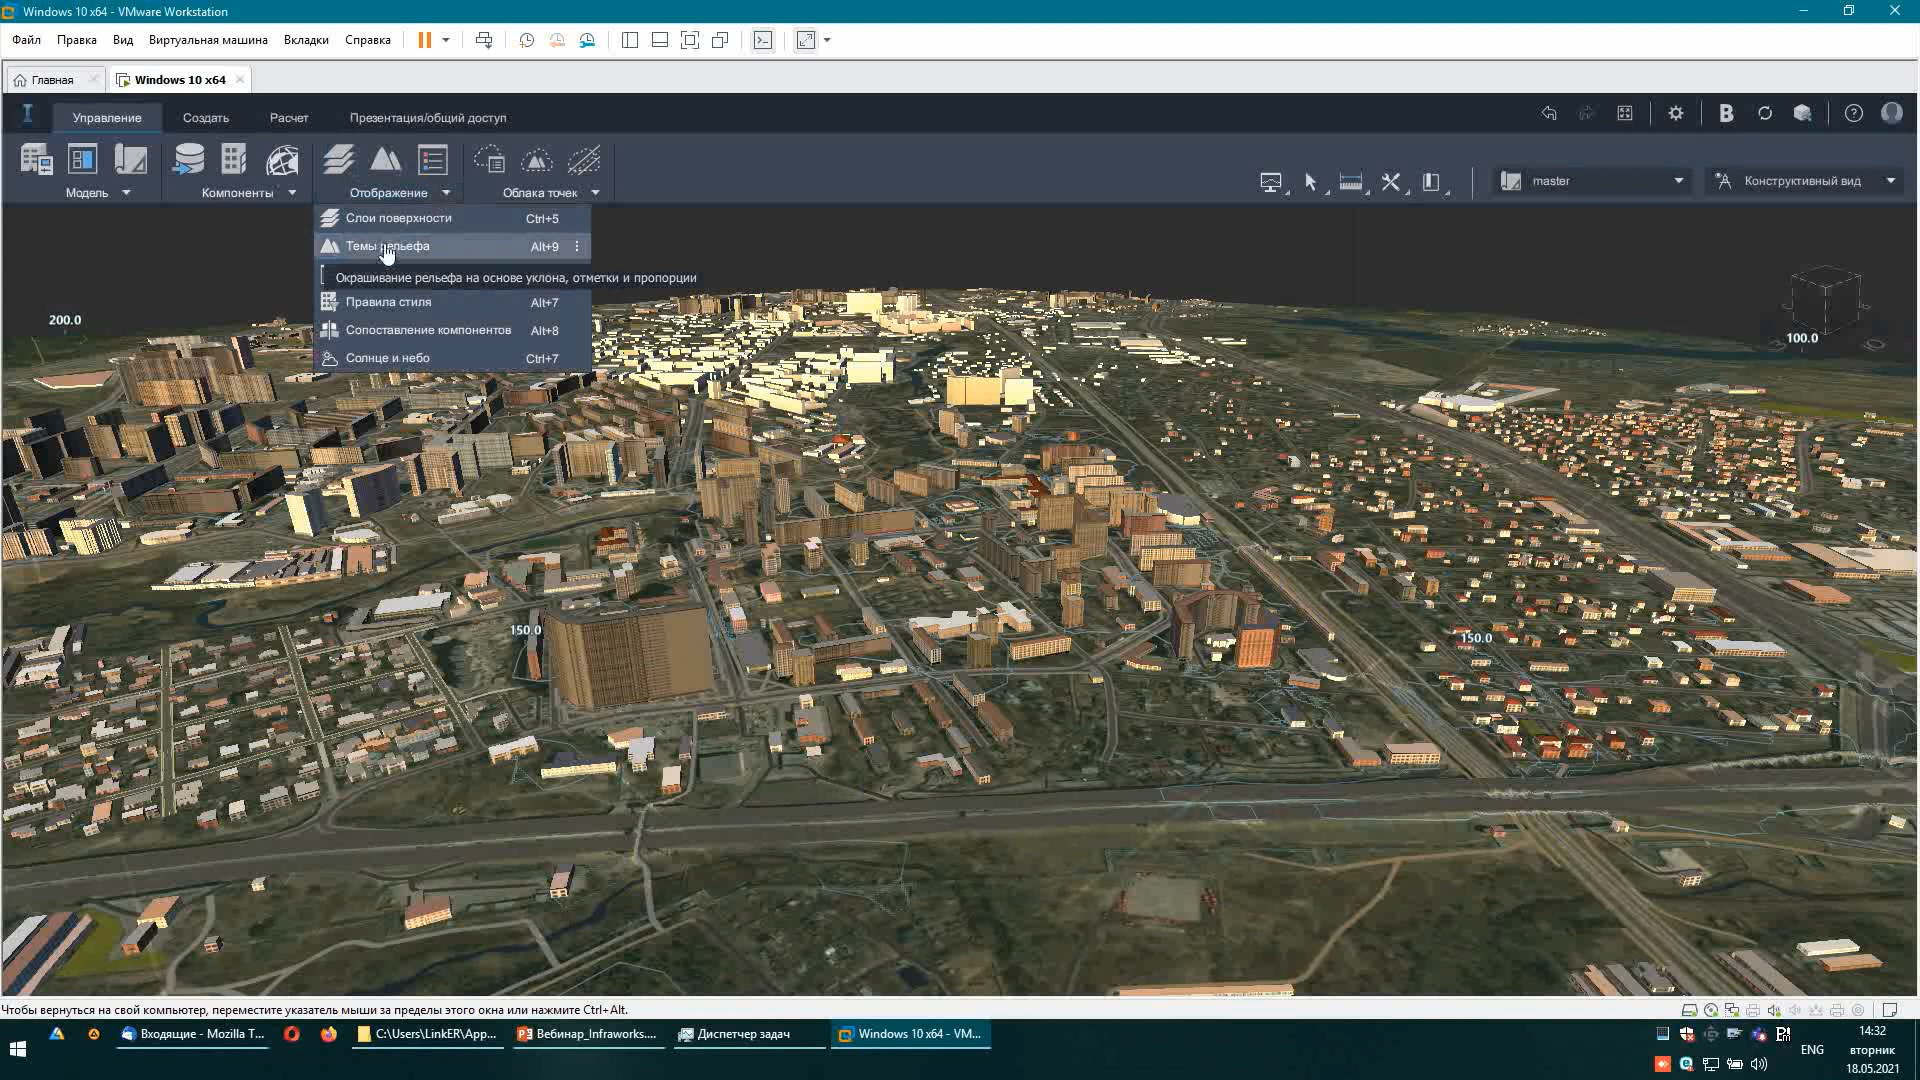 Windows 10 x64 - VMware Workstation
Файл Правка Вид Виртуальная машина Вкладки Справка
Главная
Windows 10 x64
Управление Создать Расчет Презентация/общий доступ
Модель Компоненты Отображение Облака точек
master
Конструктивный вид
Слои поверхности Ctrl+5
Темы рельефа Alt+9
Окрашивание рельефа на основе уклона, отметки и пропорции
Правила стиля Alt+7
Сопоставление компонентов Alt+8
Солнце и небо Ctrl+7
200.0
100.0
150.0
150.0
Чтобы вернуться на свой компьютер, переместите указатель мыши за пределы этого окна или нажмите Ctrl+Alt.
Входящие - Mozilla T...
C:\Users\LinkER\App...
Вебинар_Infraworks....
Диспетчер задач
Windows 10 x64 - VM...
ENG
14:32
вторник
18.05.2021